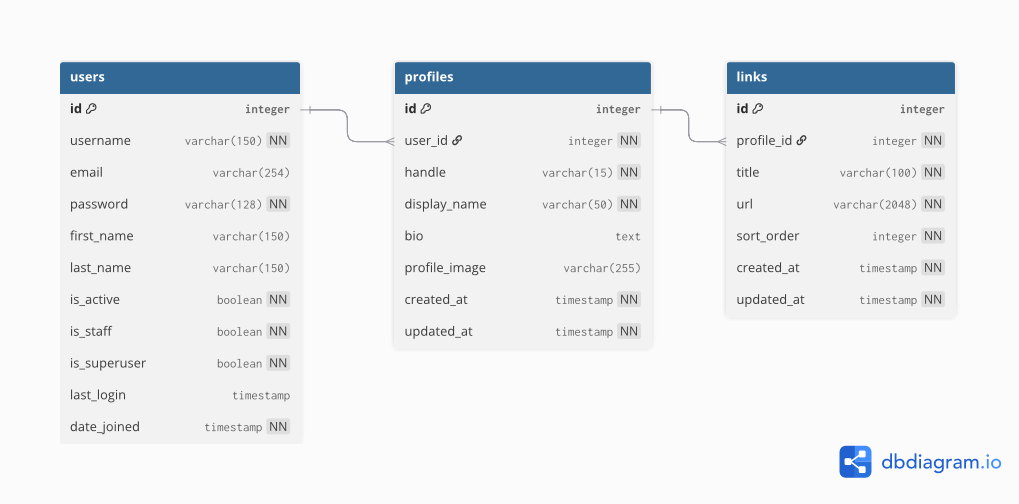 users
id integer
username varchar(150) NN
email varchar(254)
password varchar(128) NN
first_name varchar(150)
last_name varchar(150)
is_active boolean NN
is_staff boolean NN
is_superuser boolean NN
last_login timestamp
date_joined timestamp NN
profiles
id integer
user_id integer NN
handle varchar(15) NN
display_name varchar(50) NN
bio text
profile_image varchar(255)
created_at timestamp NN
updated_at timestamp NN
links
id integer
profile_id integer NN
title varchar(100) NN
url varchar(2048) NN
sort_order integer NN
created_at timestamp NN
updated_at timestamp NN
dbdiagram.io